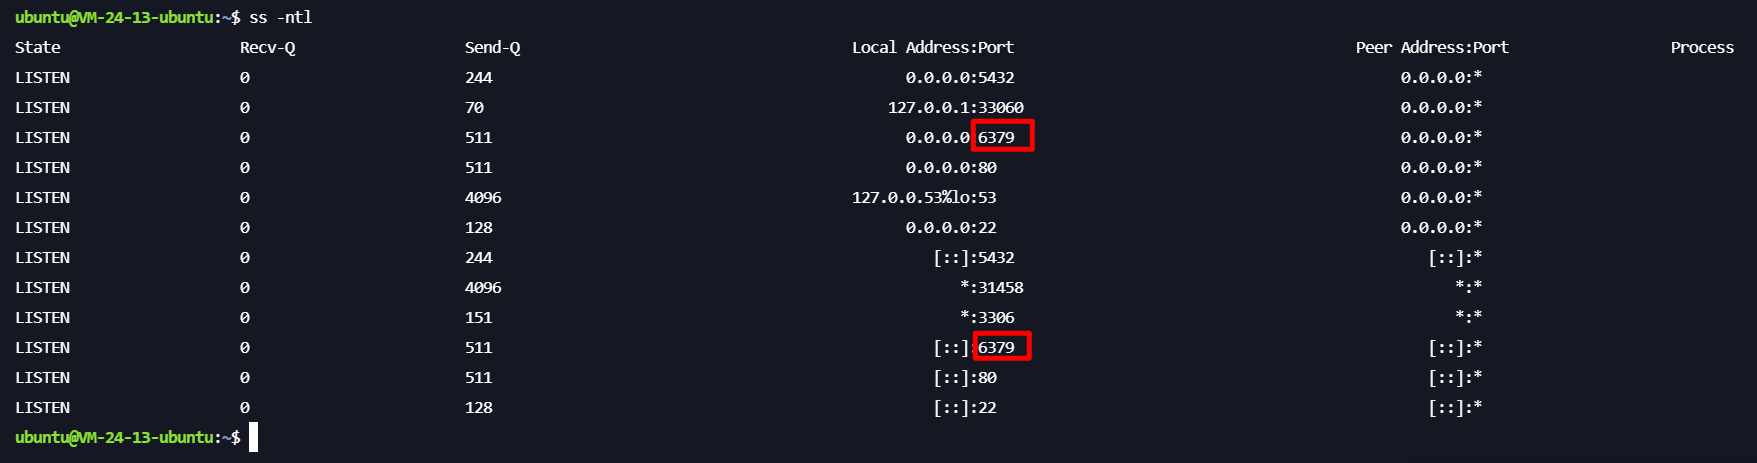 ubuntu@VM-24-13-ubuntu:~$ ss -ntl
State Recv-Q Send-Q Local Address:Port Peer Address:Port Process
LISTEN 0 244 0.0.0.0:5432 0.0.0.0:*
LISTEN 0 70 127.0.0.1:33060 0.0.0.0:*
LISTEN 0 511 0.0.0.0:6379 0.0.0.0:*
LISTEN 0 511 0.0.0.0:80 0.0.0.0:*
LISTEN 0 4096 127.0.0.53%lo:53 0.0.0.0:*
LISTEN 0 128 0.0.0.0:22 0.0.0.0:*
LISTEN 0 244 [::]:5432 [::]:*
LISTEN 0 4096 *:31458 *:*
LISTEN 0 151 *:3306 *:*
LISTEN 0 511 [::]:6379 [::]:*
LISTEN 0 511 [::]:80 [::]:*
LISTEN 0 128 [::]:22 [::]:*
ubuntu@VM-24-13-ubuntu:~$